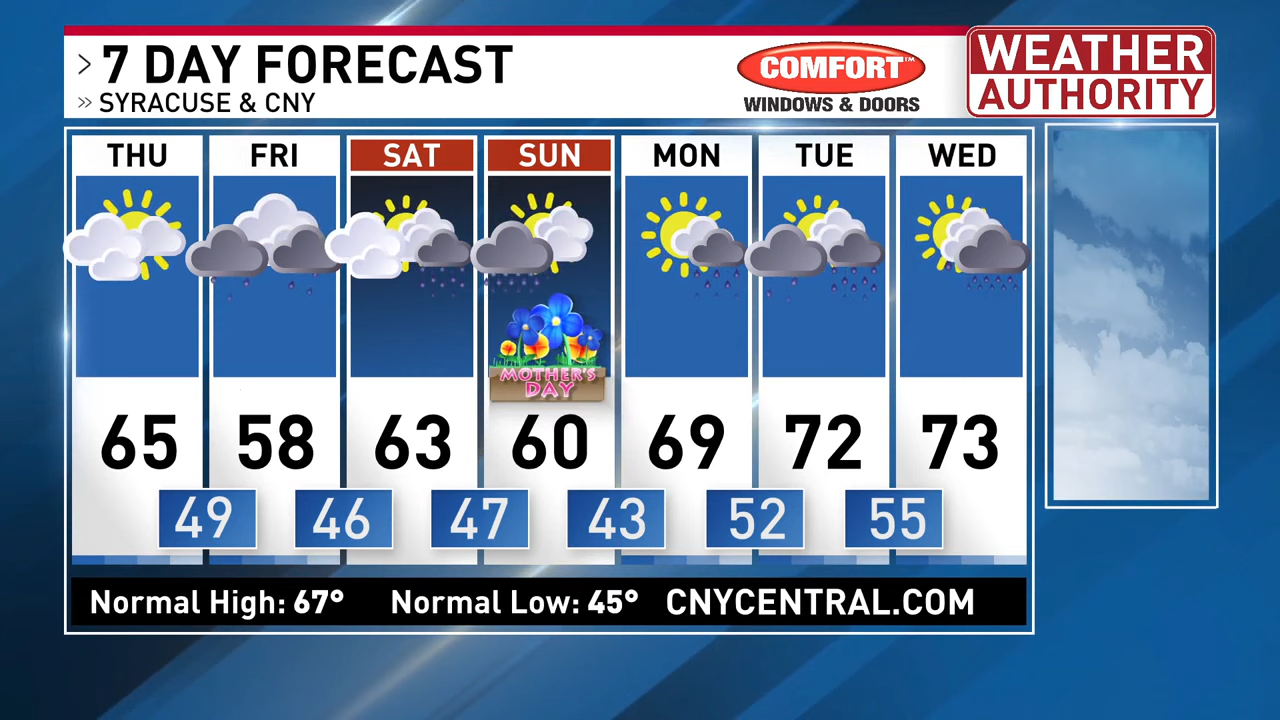 > 7 DAY FORECAST
» SYRACUSE & CNY
COMFORT™
WINDOWS & DOORS
WEATHER
AUTHORITY
THU FRI SAT SUN MON TUE WED
MOTHER'S
DAY
65 58 63 60 69 72 73
49 46 47 43 52 55
Normal High: 67° Normal Low: 45° CNYCENTRAL.COM